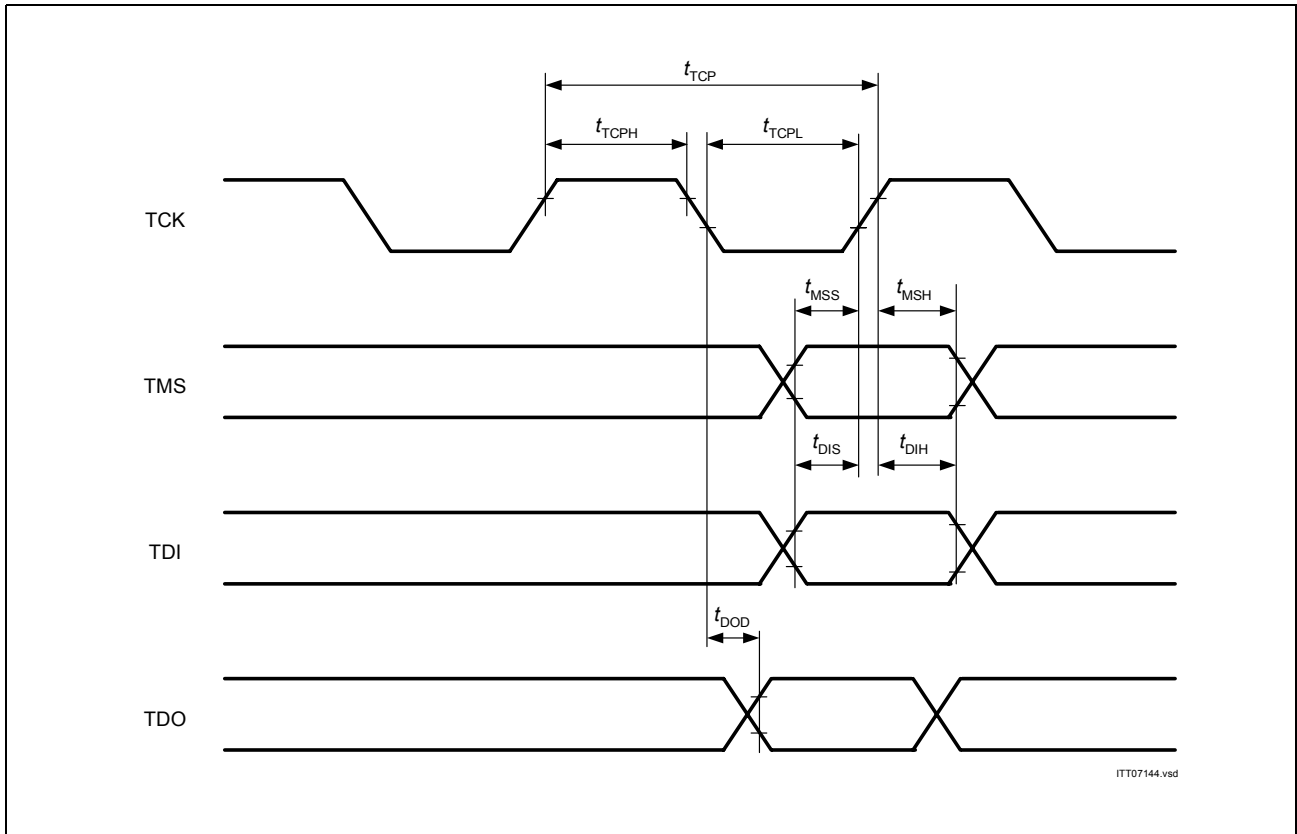 tTCP
tTCPH
tTCPL
TCK
tMSS
tMSH
TMS
tDIS
tDIH
TDI
tDOD
TDO
ITT07144.vsd